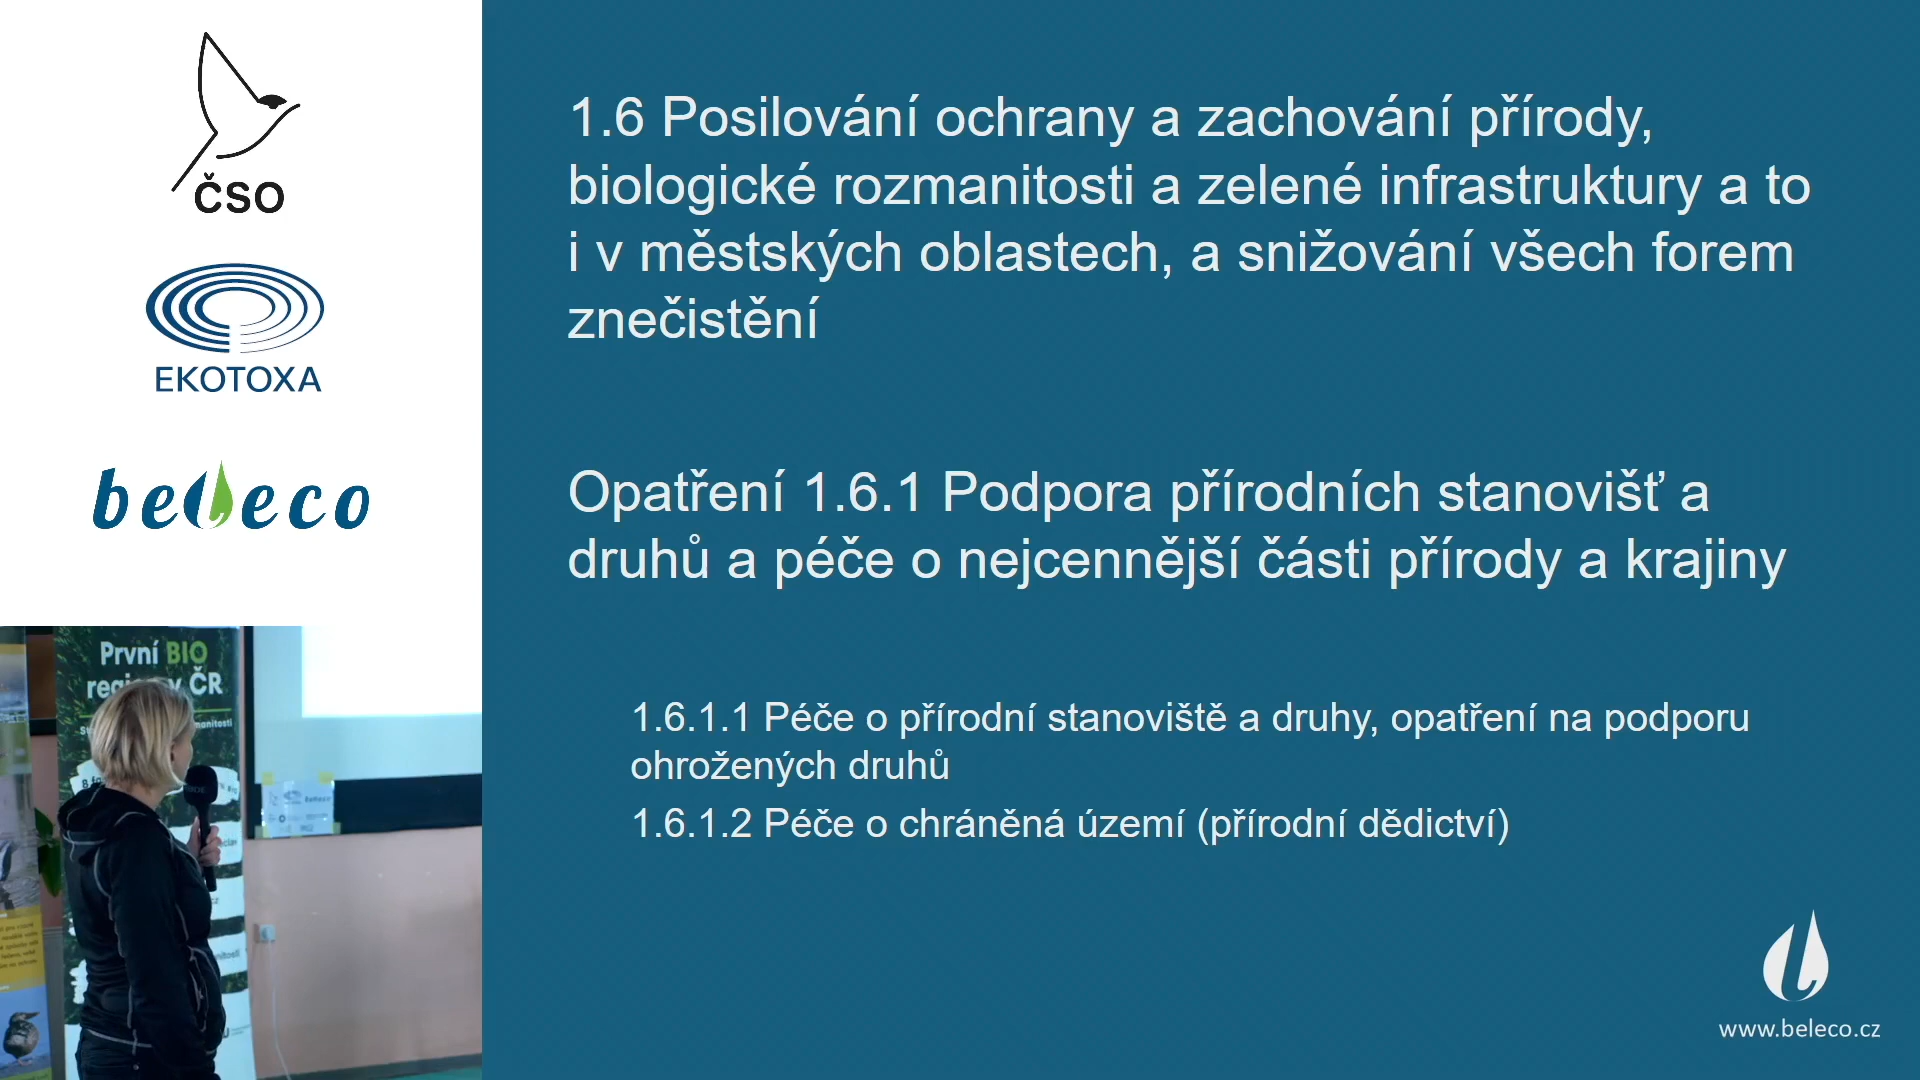 ČSO
EKOTOXA
beleco
1.6 Posilování ochrany a zachování přírody,
biologické rozmanitosti a zelené infrastruktury a to
i v městských oblastech, a snižování všech forem
znečistění
Opatření 1.6.1 Podpora přírodních stanovišť a
druhů a péče o nejcennější části přírody a krajiny
1.6.1.1 Péče o přírodní stanoviště a druhy, opatření na podporu
ohrožených druhů
1.6.1.2 Péče o chráněná území (přírodní dědictví)
www.beleco.cz
První BIO
ČR